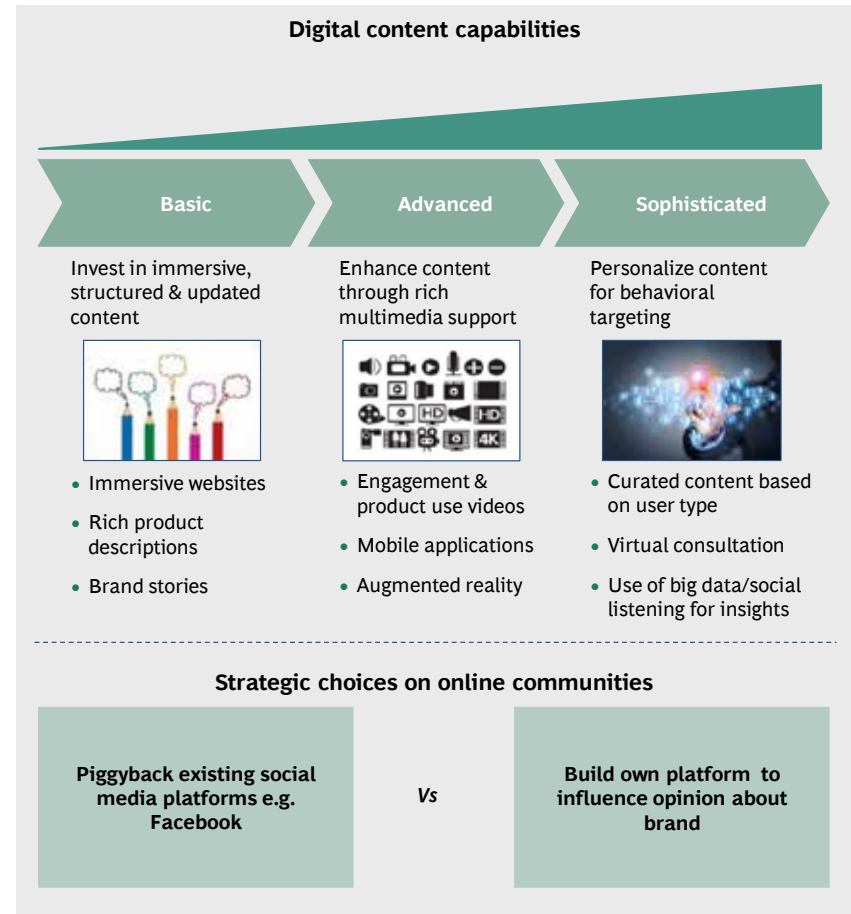 Digital content capabilities
Basic
Advanced
Sophisticated
Invest in immersive,
structured & updated
content
Enhance content
through rich
multimedia support
Personalize content
for behavioral
targeting
HD
HD
4K
• Immersive websites
• Rich product
descriptions
• Brand stories
• Engagement &
product use videos
• Mobile applications
• Augmented reality
• Curated content based
on user type
• Virtual consultation
• Use of big data/social
listening for insights
Strategic choices on online communities
Piggyback existing social
media platforms e.g.
Facebook
Vs
Build own platform to
influence opinion about
brand